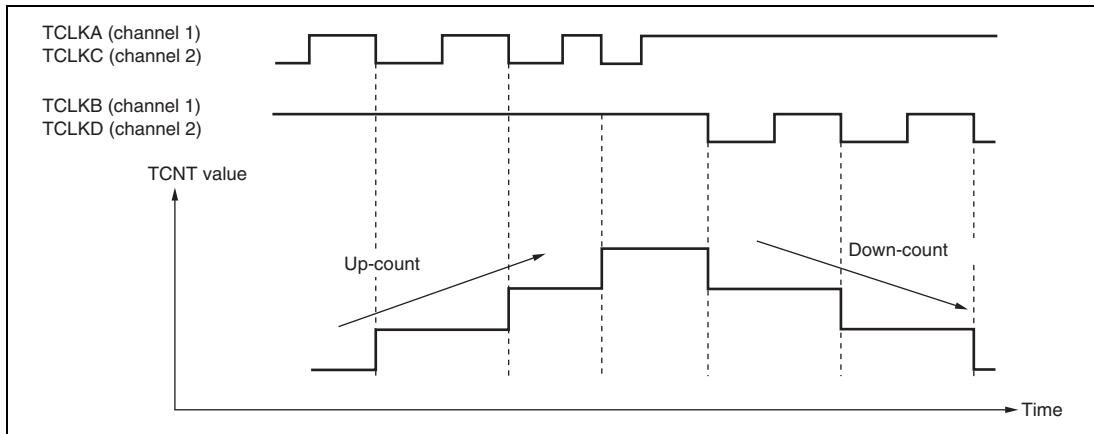 TCLKA (channel 1)
TCLKC (channel 2)
TCLKB (channel 1)
TCLKD (channel 2)
TCNT value
Up-count
Down-count
Time